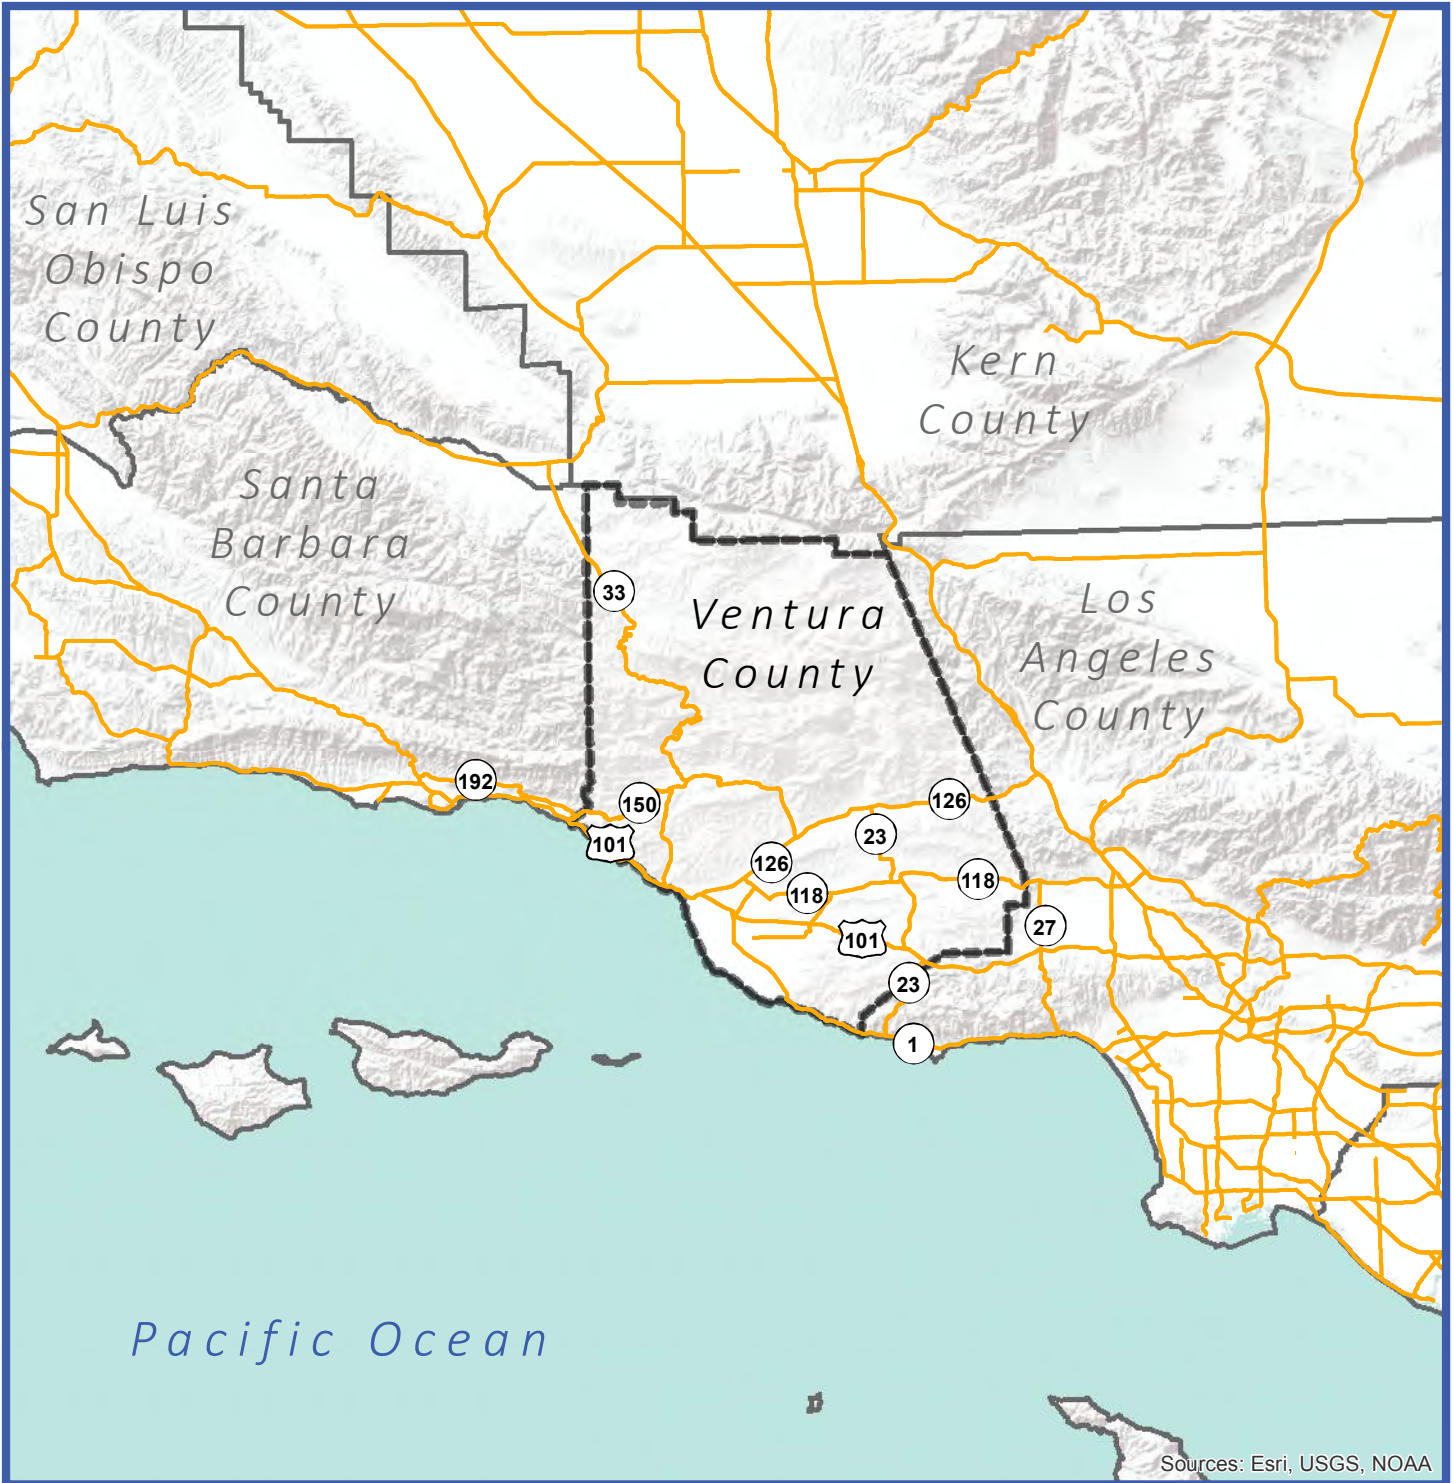 San Luis
Obispo
County
Kern
County
Santa
Barbara
County
33
Ventura
County
Los
Angeles
County
192
150
126
101
23
126
118
118
27
101
23
1
Pacific Ocean
Sources: Esri, USGS, NOAA